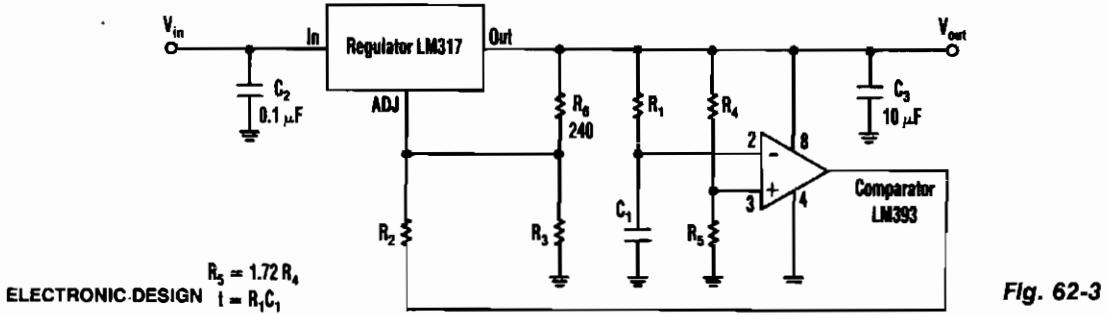 V_in
In
Regulator LM317
Out
V_out
C_2
0.1 μF
ADJ
R_6
240
R_1
R_4
C_3
10 μF
2
-
8
+
3
4
Comparator
LM393
R_2
R_3
C_1
R_5
R_5 = 1.72 R_4
ELECTRONIC DESIGN t = R_1C_1
Fig. 62-3